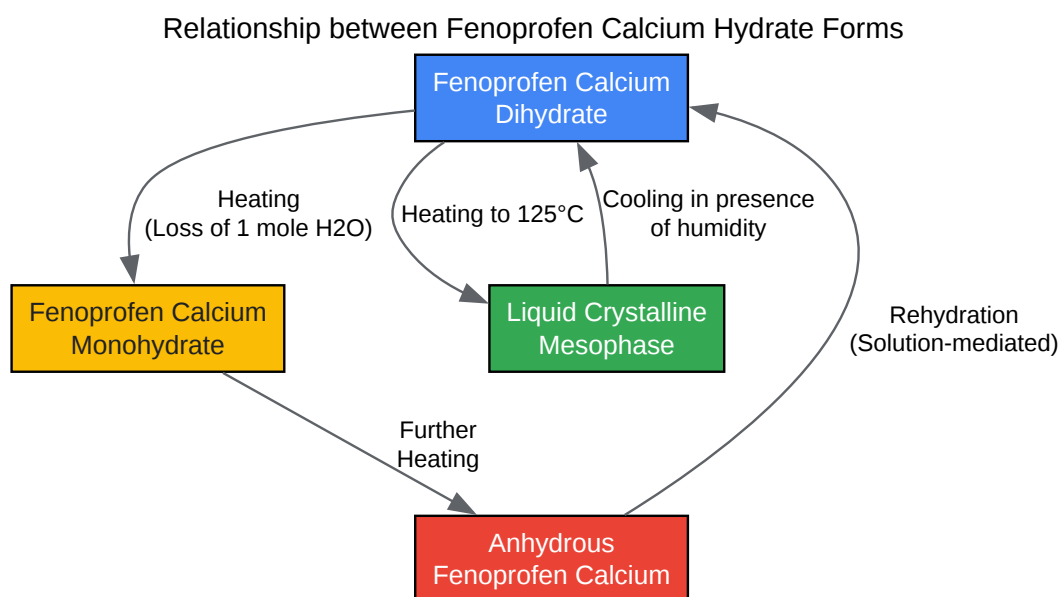 Relationship between Fenoprofen Calcium Hydrate Forms
Fenoprofen Calcium
Dihydrate
Heating
(Loss of 1 mole H2O)
Heating to 125°C
Cooling in presence
of humidity
Fenoprofen Calcium
Monohydrate
Liquid Crystalline
Mesophase
Rehydration
(Solution-mediated)
Further
Heating
Anhydrous
Fenoprofen Calcium